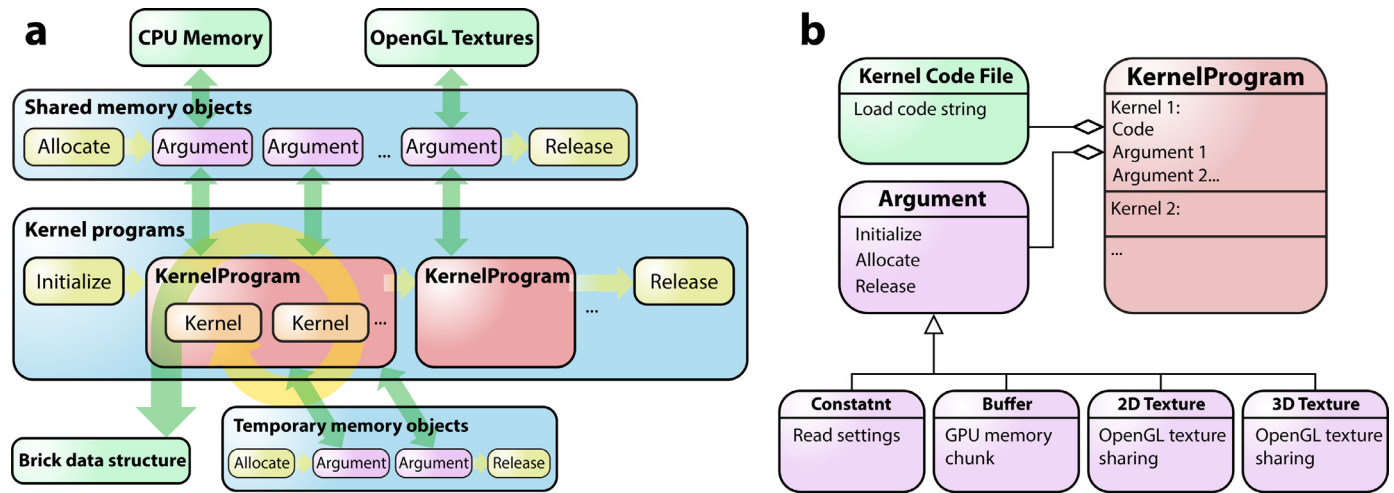 a
CPU Memory
OpenGL Textures
Shared memory objects
Allocate
Argument
Argument
...
Argument
Release
Kernel programs
Initialize
KernelProgram
Kernel
Kernel
...
KernelProgram
...
Release
Brick data structure
Temporary memory objects
Allocate
Argument
Argument
Release
b
Kernel Code File
Load code string
KernelProgram
Kernel 1:
Code
Argument 1
Argument 2...
Kernel 2:
...
Argument
Initialize
Allocate
Release
Constatnt
Read settings
Buffer
GPU memory
chunk
2D Texture
OpenGL texture
sharing
3D Texture
OpenGL texture
sharing